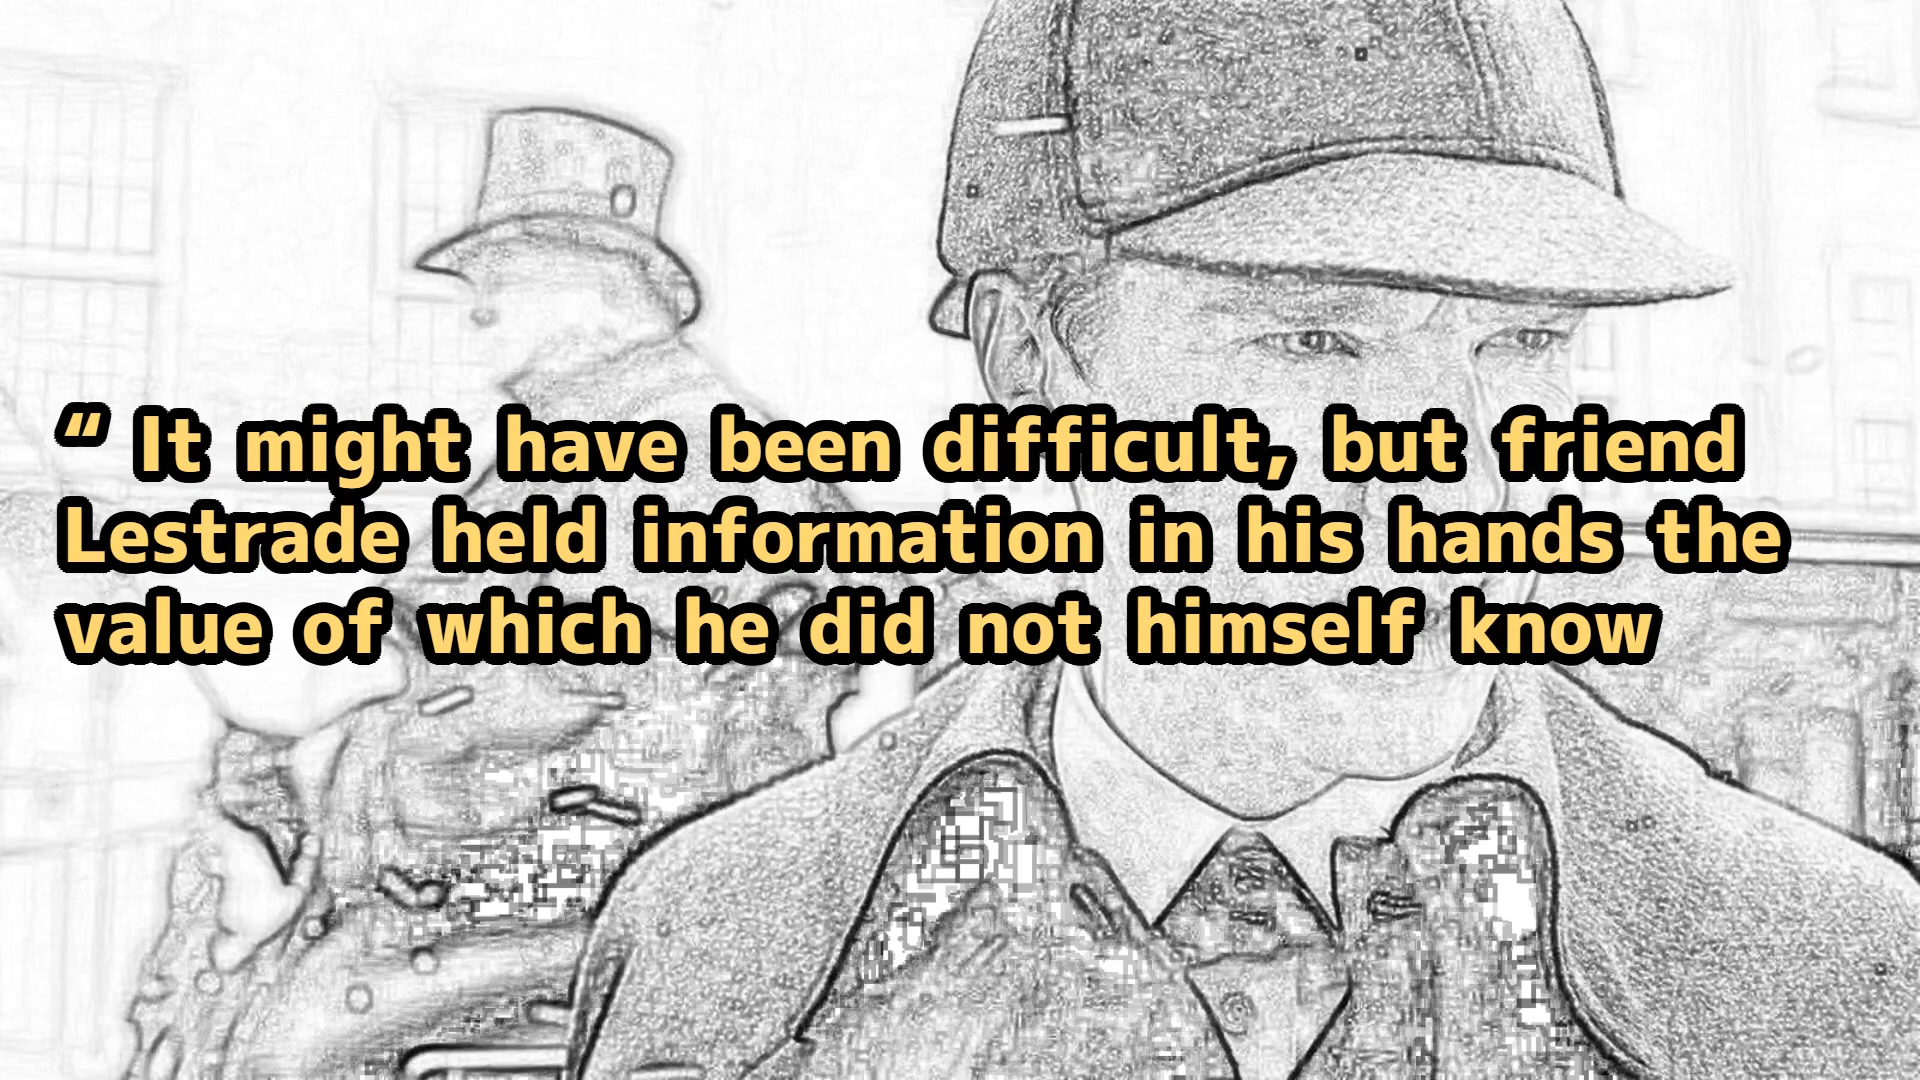 “ It might have been difficult, but friend
Lestrade held information in his hands the
value of which he did not himself know